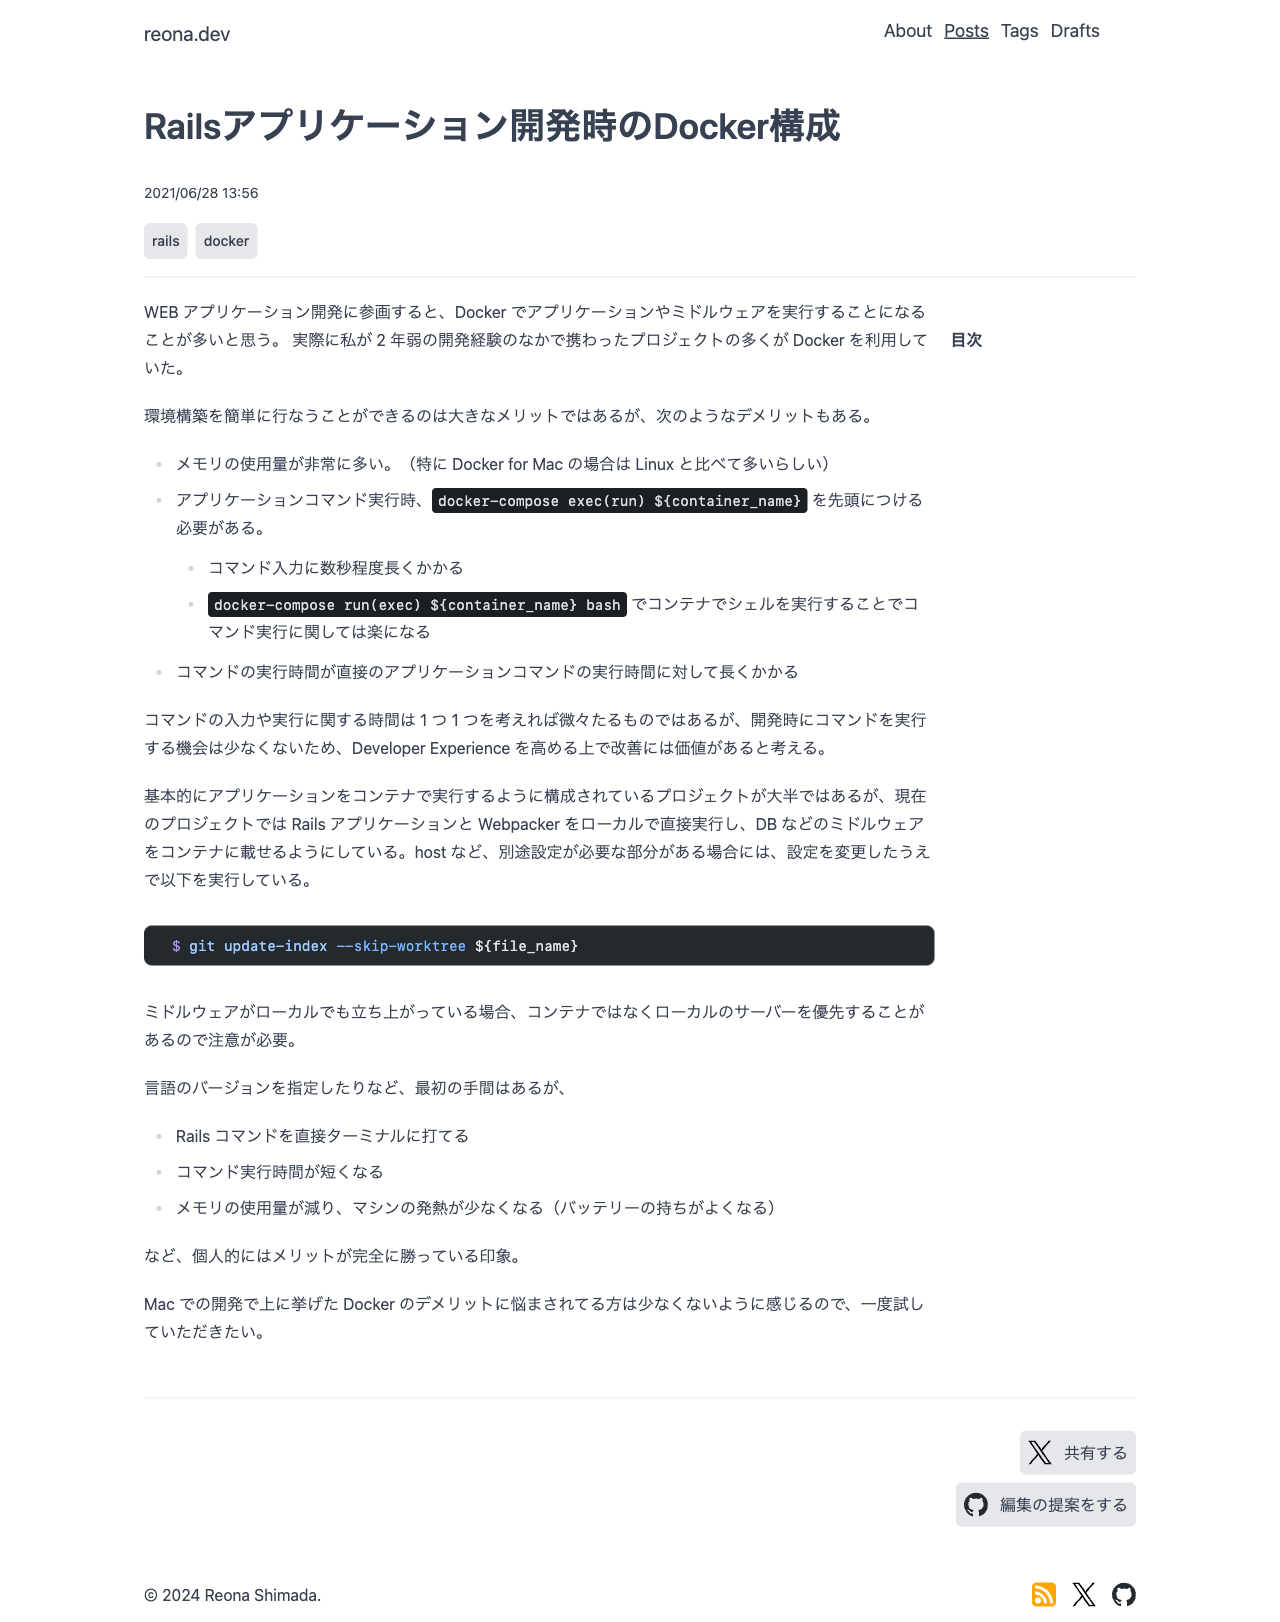 reona.dev
About Posts Tags Drafts
Railsアプリケーション開発時のDocker構成
2021/06/28 13:56
rails docker
WEB アプリケーション開発に参画すると、Docker でアプリケーションやミドルウェアを実行することになる
ことが多いと思う。 実際に私が 2 年弱の開発経験のなかで携わったプロジェクトの多くが Docker を利用して
いた。
目次
環境構築を簡単に行なうことができるのは大きなメリットではあるが、次のようなデメリットもある。
メモリの使用量が非常に多い。（特に Docker for Mac の場合は Linux と比べて多いらしい）
アプリケーションコマンド実行時、docker-compose exec(run) ${container_name} を先頭につける
必要がある。
コマンド入力に数秒程度長くかかる
docker-compose run(exec) ${container_name} bash でコンテナでシェルを実行することでコ
マンド実行に関しては楽になる
コマンドの実行時間が直接のアプリケーションコマンドの実行時間に対して長くかかる
コマンドの入力や実行に関する時間は 1 つ 1 つを考えれば微々たるものではあるが、開発時にコマンドを実行
する機会は少なくないため、Developer Experience を高める上で改善には価値があると考える。
基本的にアプリケーションをコンテナで実行するように構成されているプロジェクトが大半ではあるが、現在
のプロジェクトでは Rails アプリケーションと Webpacker をローカルで直接実行し、DB などのミドルウェア
をコンテナに載せるようにしている。host など、別途設定が必要な部分がある場合には、設定を変更したうえ
で以下を実行している。
$ git update-index --skip-worktree ${file_name}
ミドルウェアがローカルでも立ち上がっている場合、コンテナではなくローカルのサーバーを優先することが
あるので注意が必要。
言語のバージョンを指定したりなど、最初の手間はあるが、
Rails コマンドを直接ターミナルに打てる
コマンド実行時間が短くなる
メモリの使用量が減り、マシンの発熱が少なくなる（バッテリーの持ちがよくなる）
など、個人的にはメリットが完全に勝っている印象。
Mac での開発で上に挙げた Docker のデメリットに悩まされてる方は少なくないように感じるので、一度試し
ていただきたい。
共有する
編集の提案をする
© 2024 Reona Shimada.